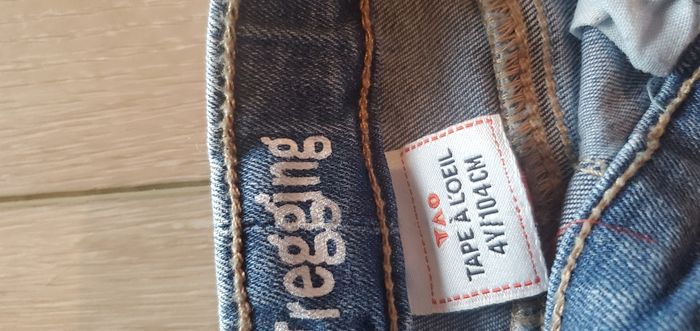 Tregging
TAO
TAPE À L'OEIL
4Y/104CM